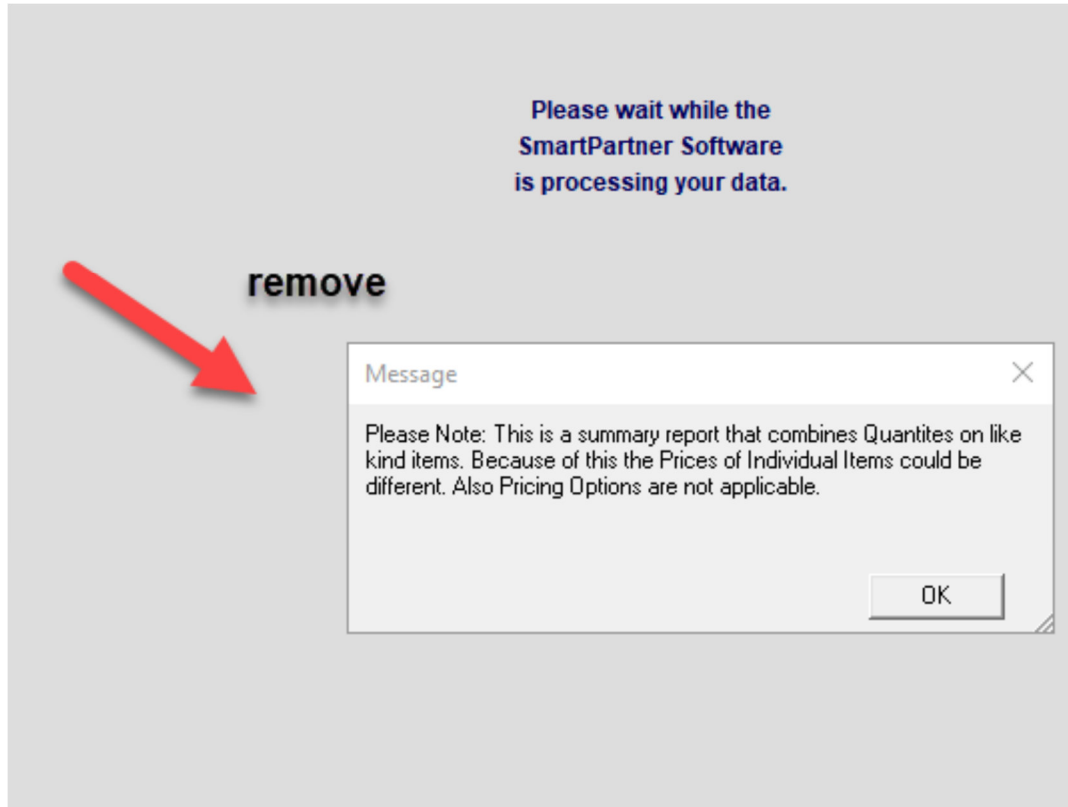 Please wait while the
SmartPartner Software
is processing your data.
remove
Message
Please Note: This is a summary report that combines Quantites on like
kind items. Because of this the Prices of Individual Items could be
different. Also Pricing Options are not applicable.
OK